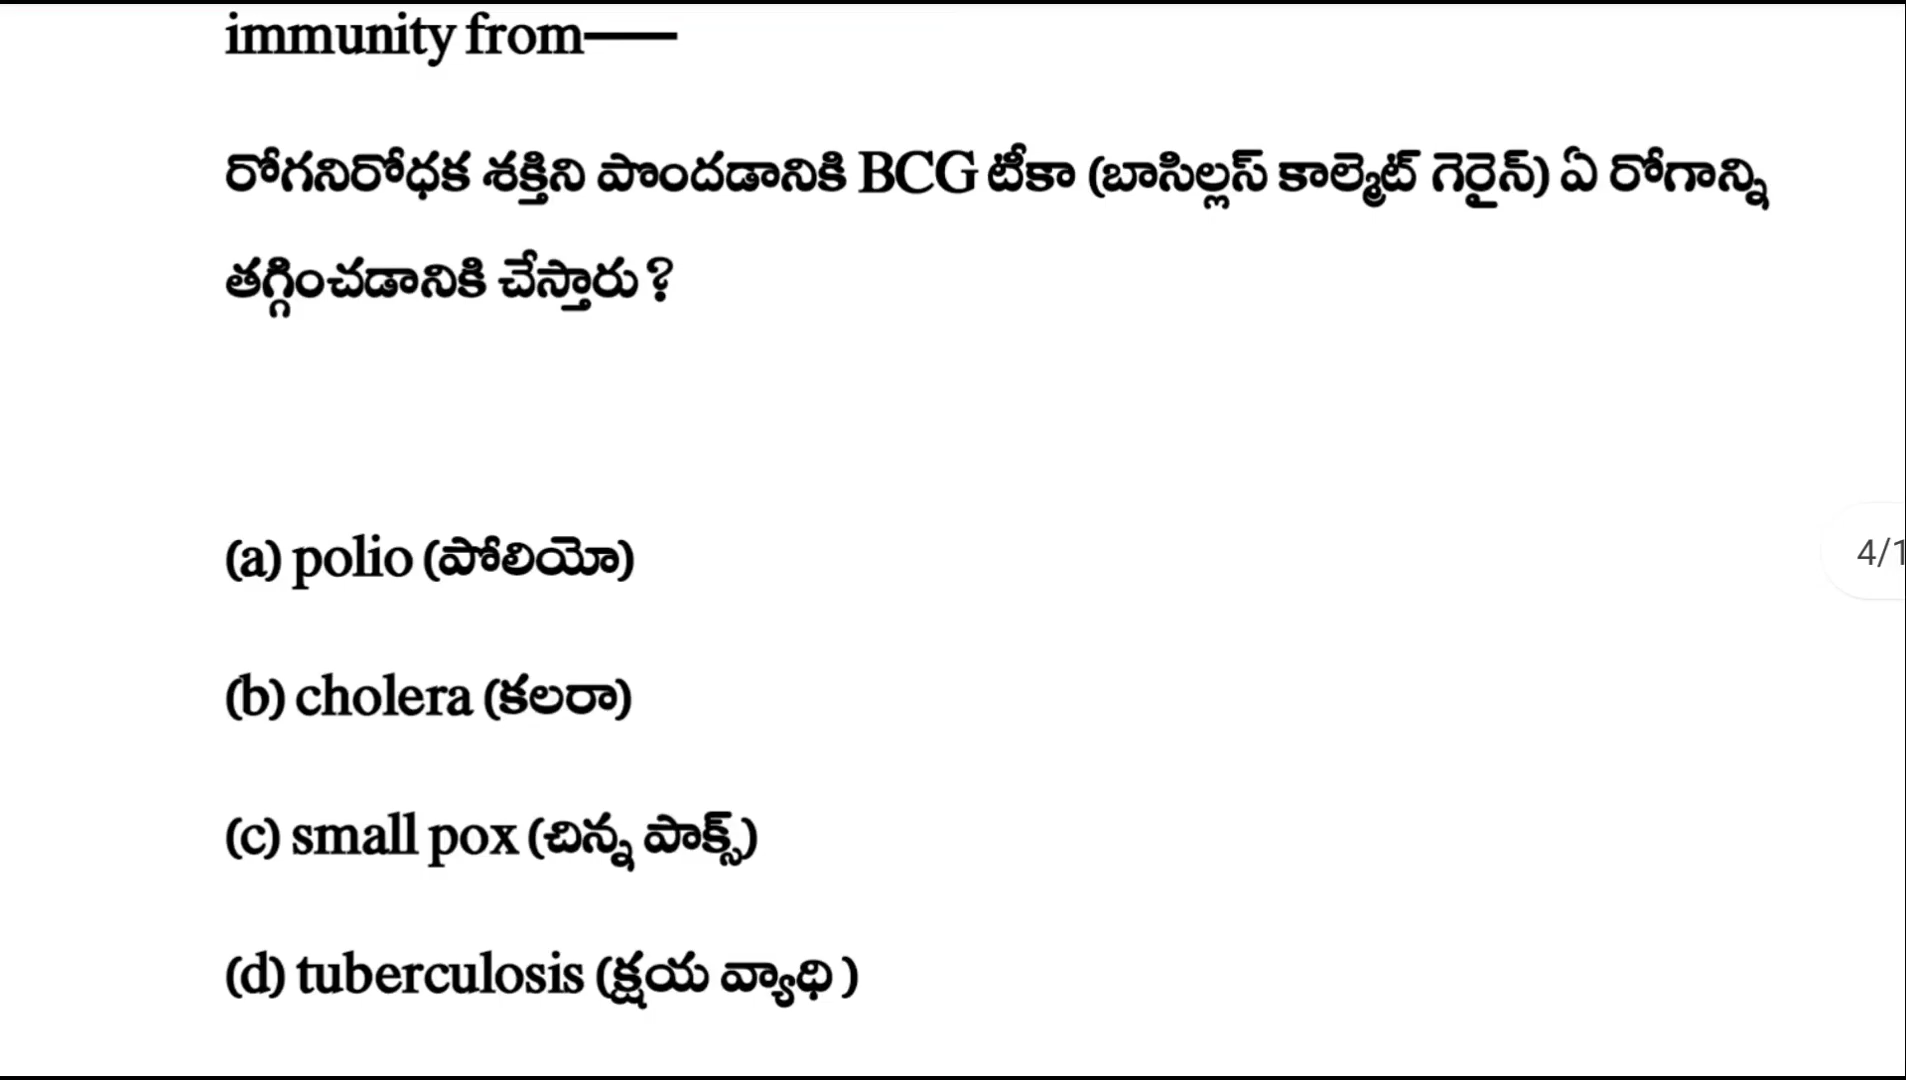 immunity from——
రోగనిరోధక శక్తిని పొందడానికి BCG టీకా (బాసిల్లస్ కాల్మెట్ గెరైన్) ఏ రోగాన్ని
తగ్గించడానికి చేస్తారు ?
(a) polio (పోలియో)
4/1
(b) cholera (కలరా)
(c) small pox (చిన్న పాక్స్)
(d) tuberculosis (క్షయ వ్యాధి )